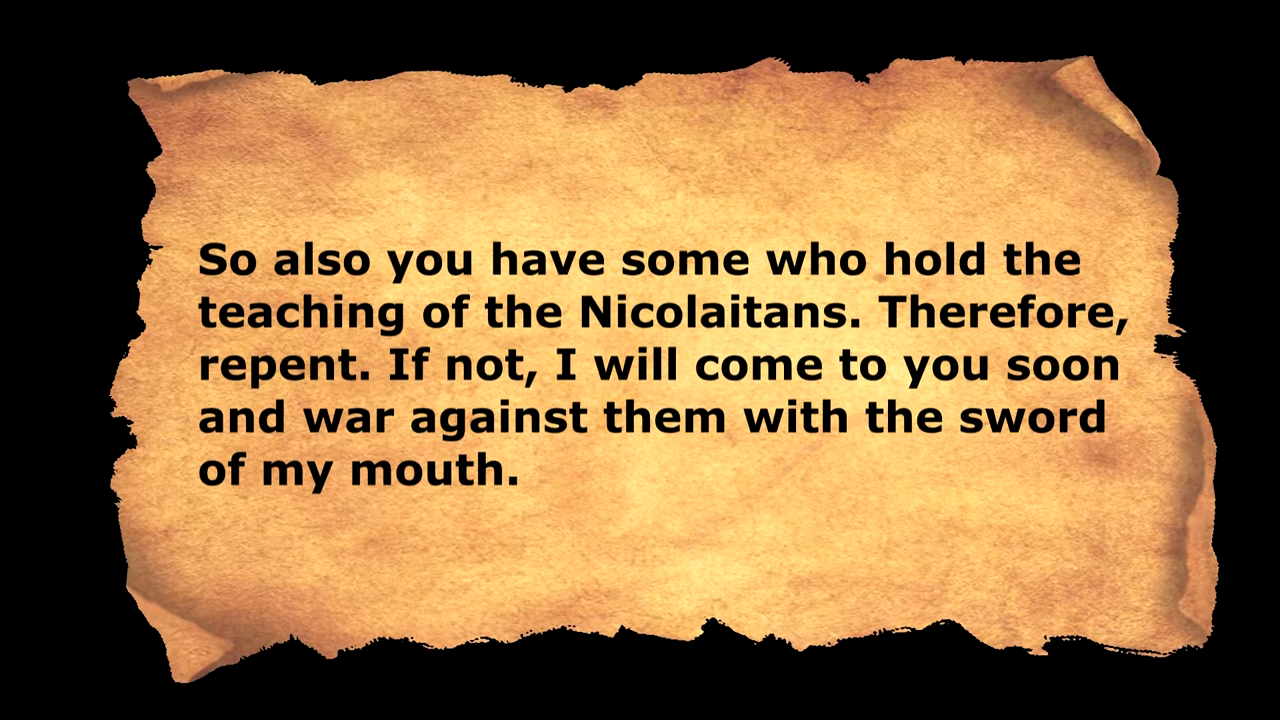 So also you have some who hold the
teaching of the Nicolaitans. Therefore,
repent. If not, I will come to you soon
and war against them with the sword
of my mouth.